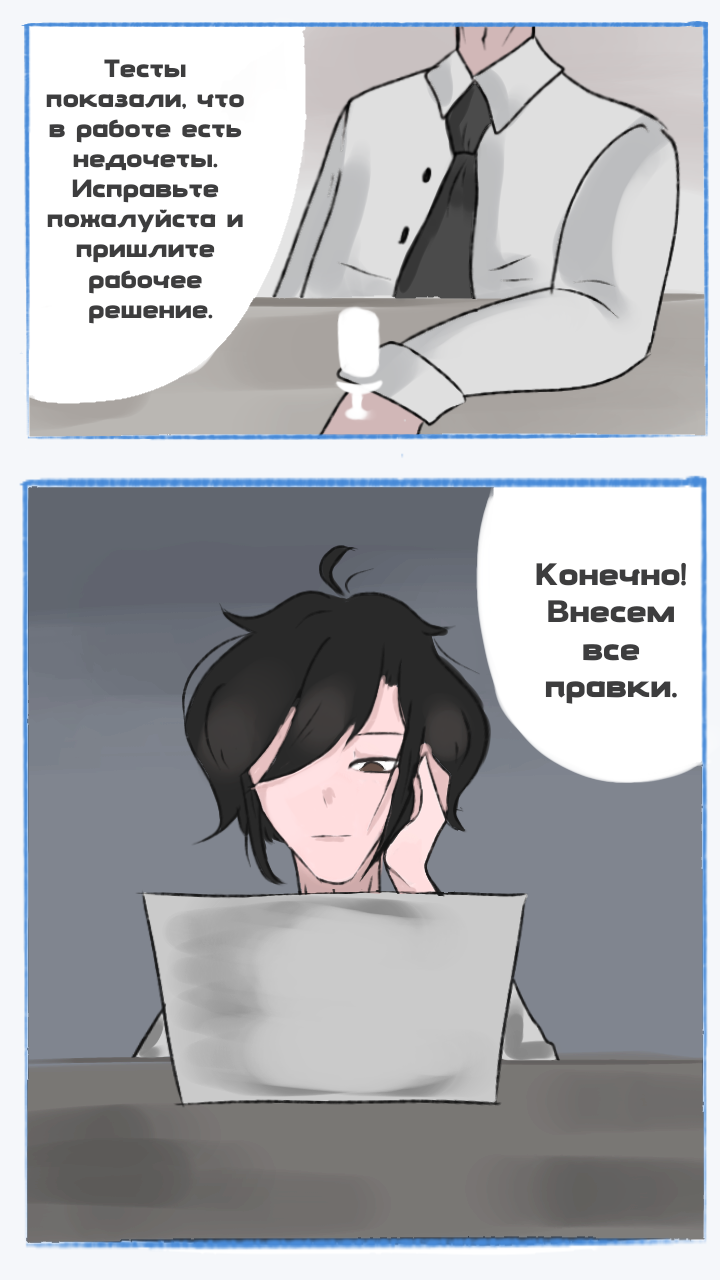 Тесты
показали, что
в работе есть
недочеты.
Исправьте
пожалуйста и
пришлите
рабочее
решение.
Конечно!
Внесем
все
правки.